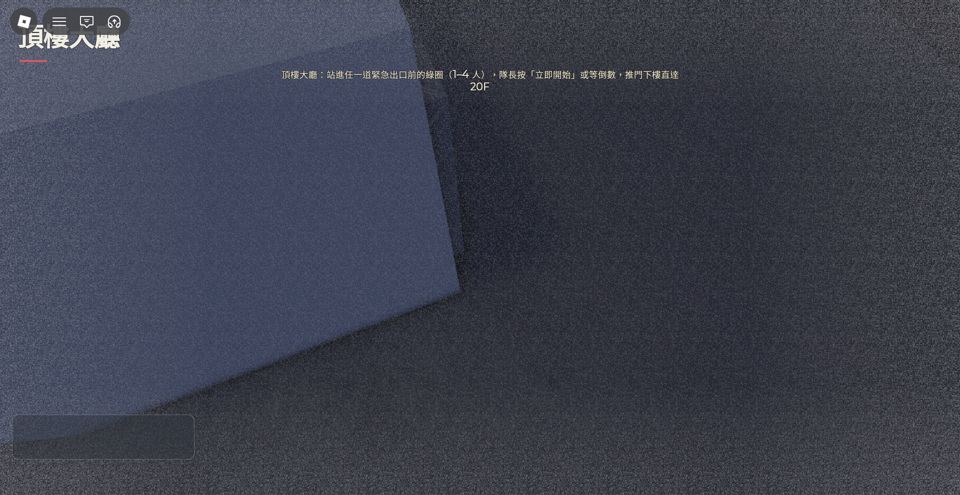 頂樓大廳
頂樓大廳：站進任一道緊急出口前的綠圈（1–4 人），隊長按「立即開始」或等倒數，推門下樓直達
20F